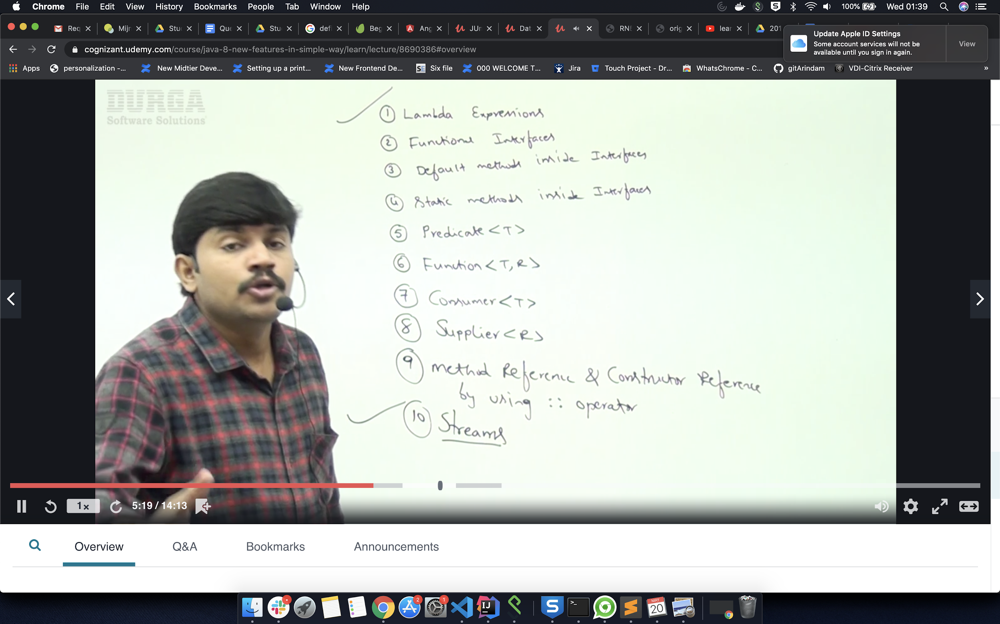 Chrome File Edit View History Bookmarks People Tab Window Help
100% Wed 01:39
Req Mijn Stu Que Stu defi Beg Ang JUn Dat RN orig lear 201
Update Apple ID Settings
Some account services will not be
available until you sign in again.
View
cognizant.udemy.com/course/java-8-new-features-in-simple-way/learn/lecture/8690386#overview
Apps personalization -... New Midtier Deve... Setting up a print... New Frontend De... Six file 000 WELCOME T... Jira Touch Project - Dr... WhatsChrome - C... gitArindam VDI-Citrix Receiver »
DURGA
Software Solutions
1 Lambda Expressions
2 Functional Interfaces
3 Default methods inside Interfaces
4 Static methods inside Interfaces
5 Predicate<T>
6 Function<T,R>
7 Consumer<T>
8 Supplier<R>
9 Method Reference & Constructor Reference
by using :: operator
10 Streams
1x 5:19 / 14:13
Overview Q&A Bookmarks Announcements
2 1 IJ S >_ MAY
20